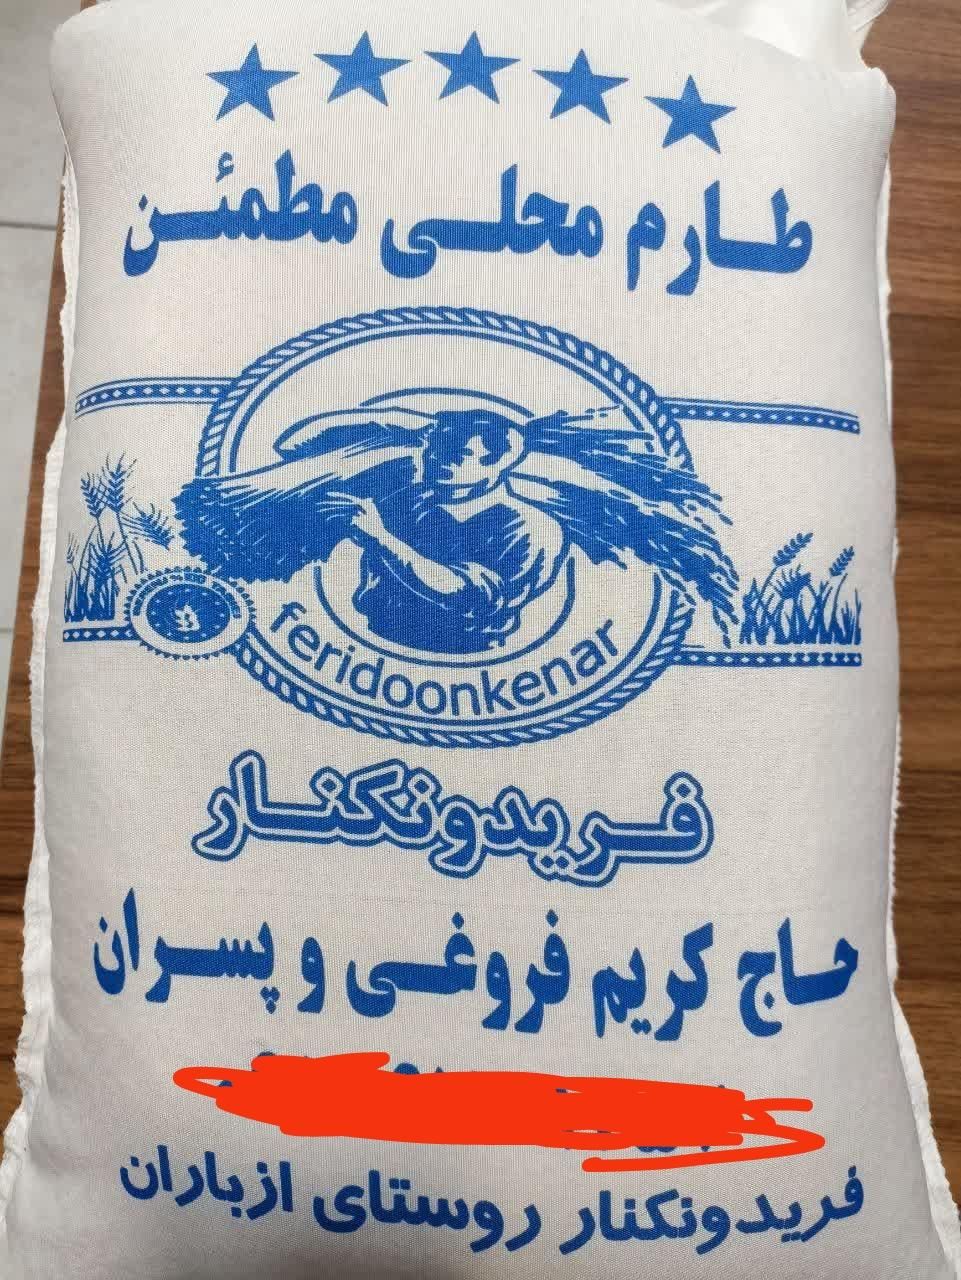 طارم محلی مطمئن
feridoonkenar
فریدونکنار
حاج کریم فروغی و پسران
فریدونکنار روستای ازباران